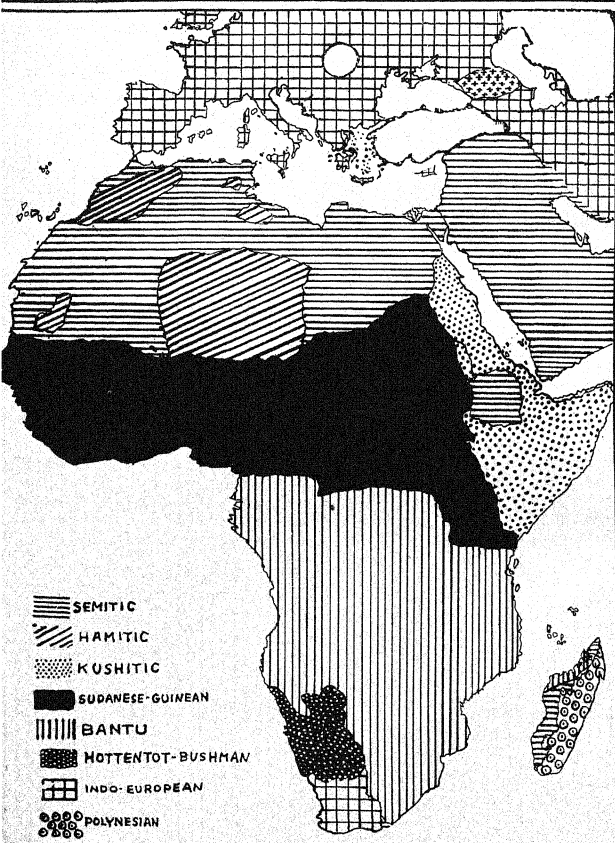 SEMITIC
HAMITIC
KUSHITIC
SUDANESE-GUINEAN
BANTU
HOTTENTOT-BUSHMAN
INDO-EUROPEAN
POLYNESIAN